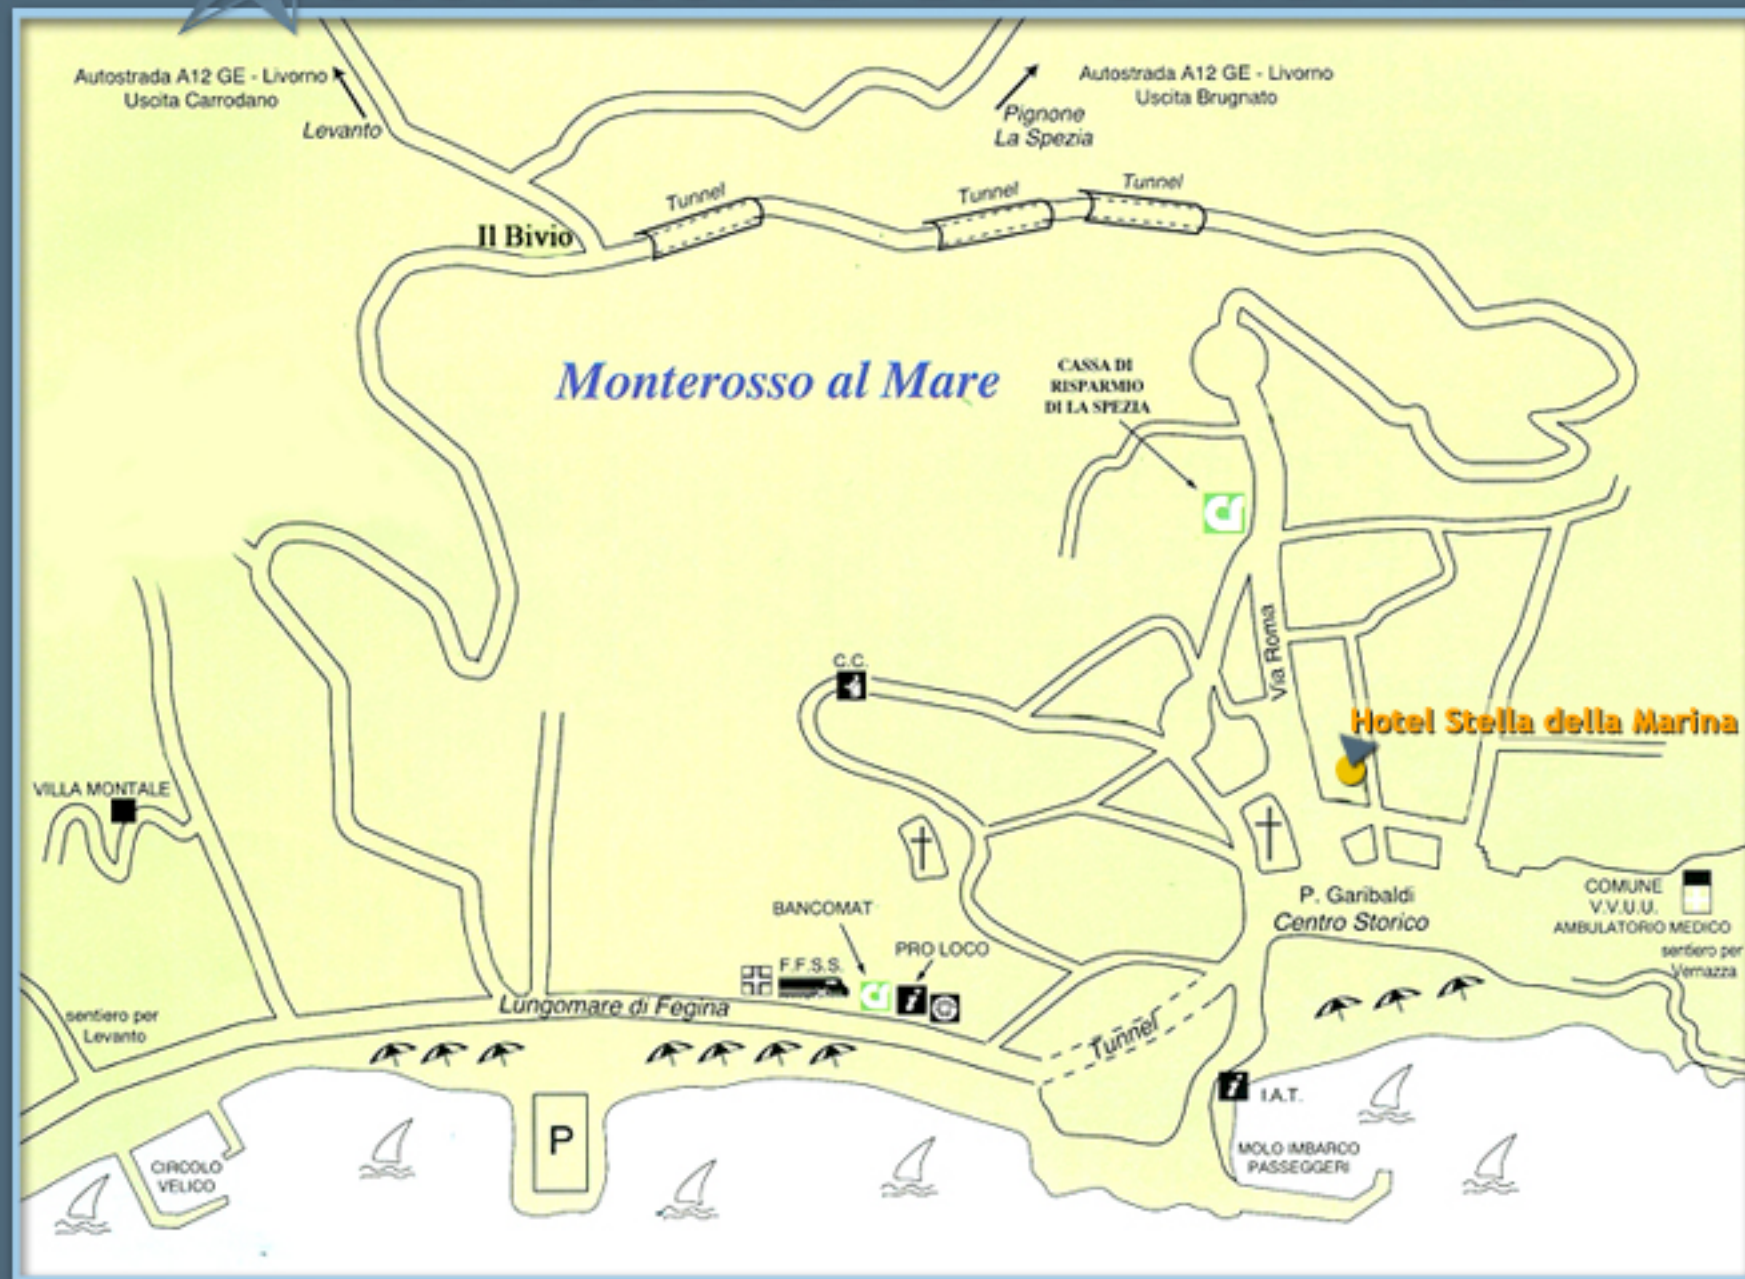 Autostrada A12 GE - Livorno
Uscita Carrodano
Levanto
Autostrada A12 GE - Livorno
Uscita Brugnato
Pignone
La Spezia
Tunnel
Tunnel
Tunnel
Il Bivio
Monterosso al Mare
CASSA DI
RISPARMIO
DI LA SPEZIA
Via Roma
C.C.
Hotel Stella della Marina
VILLA MONTALE
P. Garibaldi
Centro Storico
COMUNE
V.V.U.U.
AMBULATORIO MEDICO
sentiero per
Vernazza
BANCOMAT
PRO LOCO
F.F.S.S.
i
Lungomare di Fegina
sentiero per
Levanto
Tunnel
i
I.A.T.
P
CIRCOLO
VELICO
MOLO IMBARCO
PASSEGGERI